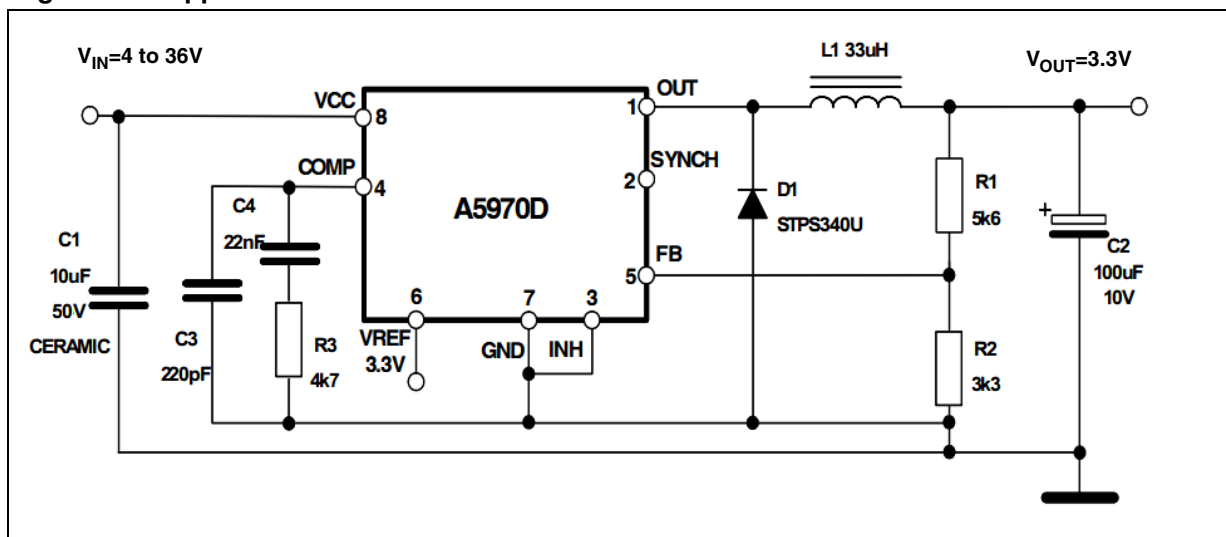 V_IN=4 to 36V
L1 33uH
V_OUT=3.3V
VCC
8
OUT
1
COMP
4
SYNCH
2
A5970D
C4
22nF
D1
STPS340U
R1
5k6
C1
10uF
50V
CERAMIC
FB
5
+
C2
100uF
10V
6
7
3
C3
220pF
R3
4k7
VREF
3.3V
GND
INH
R2
3k3